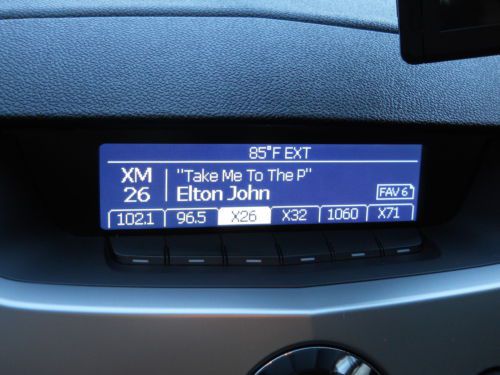 85°F EXT
XM "Take Me To The P"
26 Elton John FAV 6
102.1 96.5 X26 X32 1060 X71